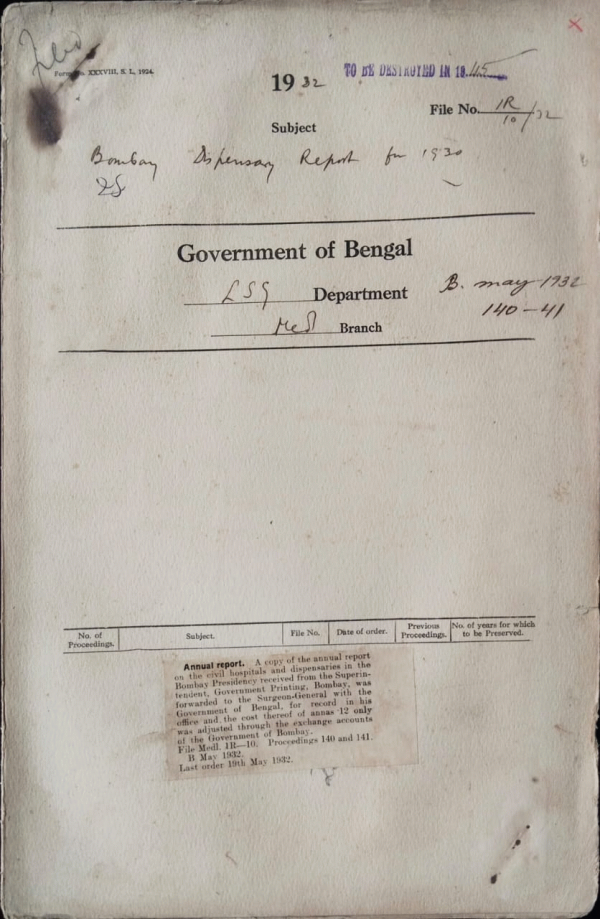 Form No. XXXVIII, S. L., 1924.
1932
TO BE DESTROYED IN 1945
File No. 1R/10/32
Subject
Bombay Dispensary Report for 1930
Government of Bengal
LSG Department
B. May 1932
140-41
Med Branch
No. of Proceedings.
Subject.
File No.
Date of order.
Previous Proceedings.
No. of years for which to be Preserved.
Annual report. A copy of the annual report
on the civil hospitals and dispensaries in the
Bombay Presidency received from the Superin-
tendent, Government Printing, Bombay, was
forwarded to the Surgeon-General with the
Government of Bengal, for record in his
office and the cost thereof of annas 12 only
was adjusted through the exchange accounts
of the Government of Bombay.
File Medl. 1R—10. Proceedings 140 and 141.
B May 1932.
Last order 19th May 1932.